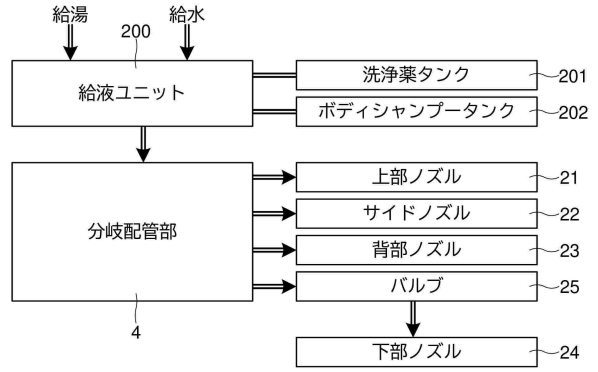 給湯
給水
200
給液ユニット
洗浄薬タンク
201
ボディシャンプータンク
202
分岐配管部
4
上部ノズル
21
サイドノズル
22
背部ノズル
23
バルブ
25
下部ノズル
24